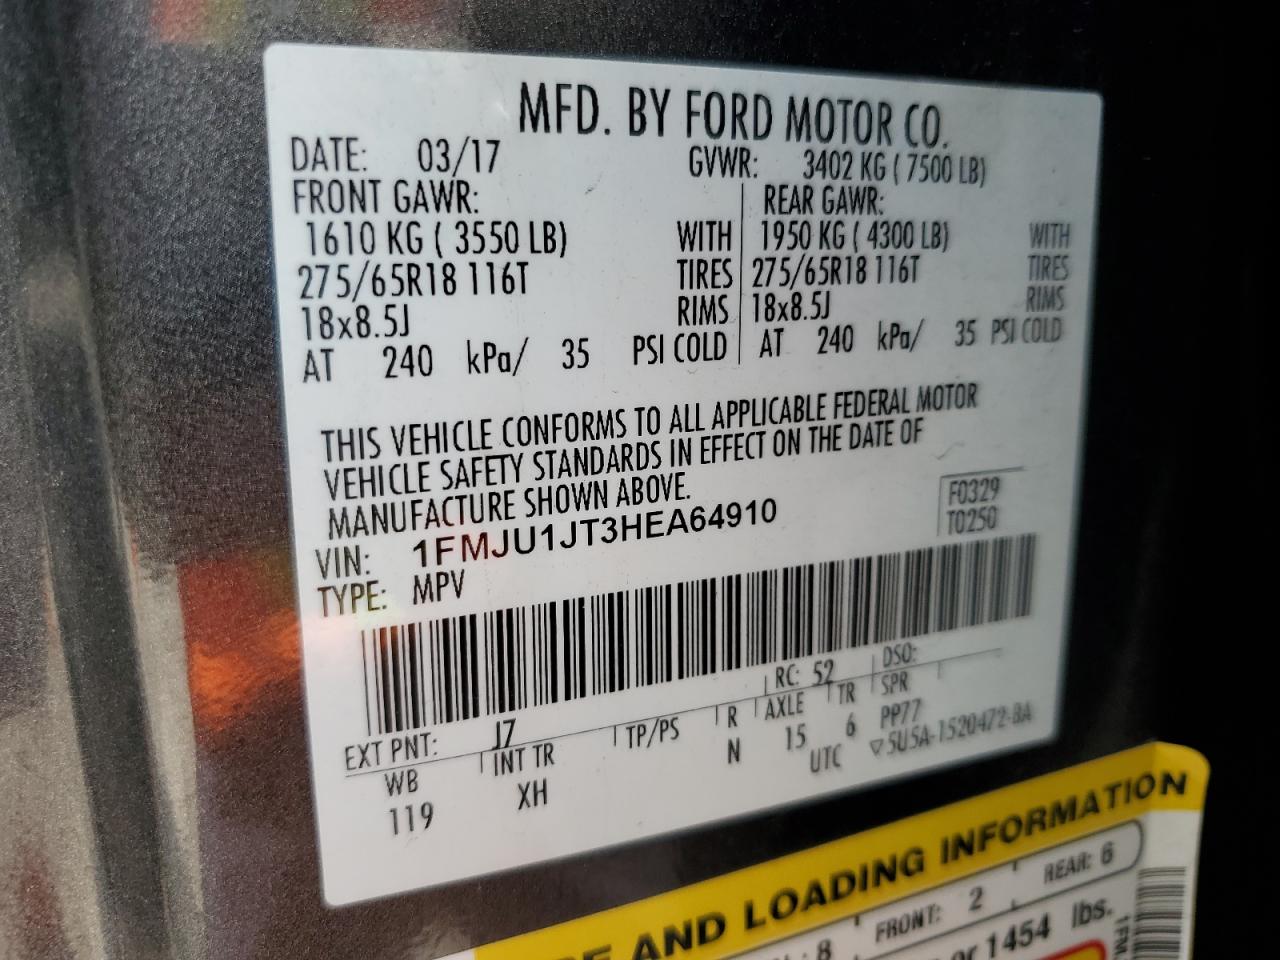 MFD. BY FORD MOTOR CO.
DATE: 03/17 GVWR: 3402 KG ( 7500 LB)
FRONT GAWR: REAR GAWR:
1610 KG ( 3550 LB) WITH 1950 KG ( 4300 LB) WITH
275/65R18 116T TIRES 275/65R18 116T TIRES
18x8.5J RIMS 18x8.5J RIMS
AT 240 kPa/ 35 PSI COLD AT 240 kPa/ 35 PSI COLD
THIS VEHICLE CONFORMS TO ALL APPLICABLE FEDERAL MOTOR
VEHICLE SAFETY STANDARDS IN EFFECT ON THE DATE OF
MANUFACTURE SHOWN ABOVE.
F0329
T0250
VIN: 1FMJU1JT3HEA64910
TYPE: MPV
EXT PNT: J7 RC: 52 DSO:
WB INT TR TP/PS R AXLE TR SPR
119 XH N 15 6 PP77
UTC ▽5U5A-1520472-BA
AND LOADING INFORMATION
8 FRONT: 2 REAR: 6
or 1454 lbs.
1FM